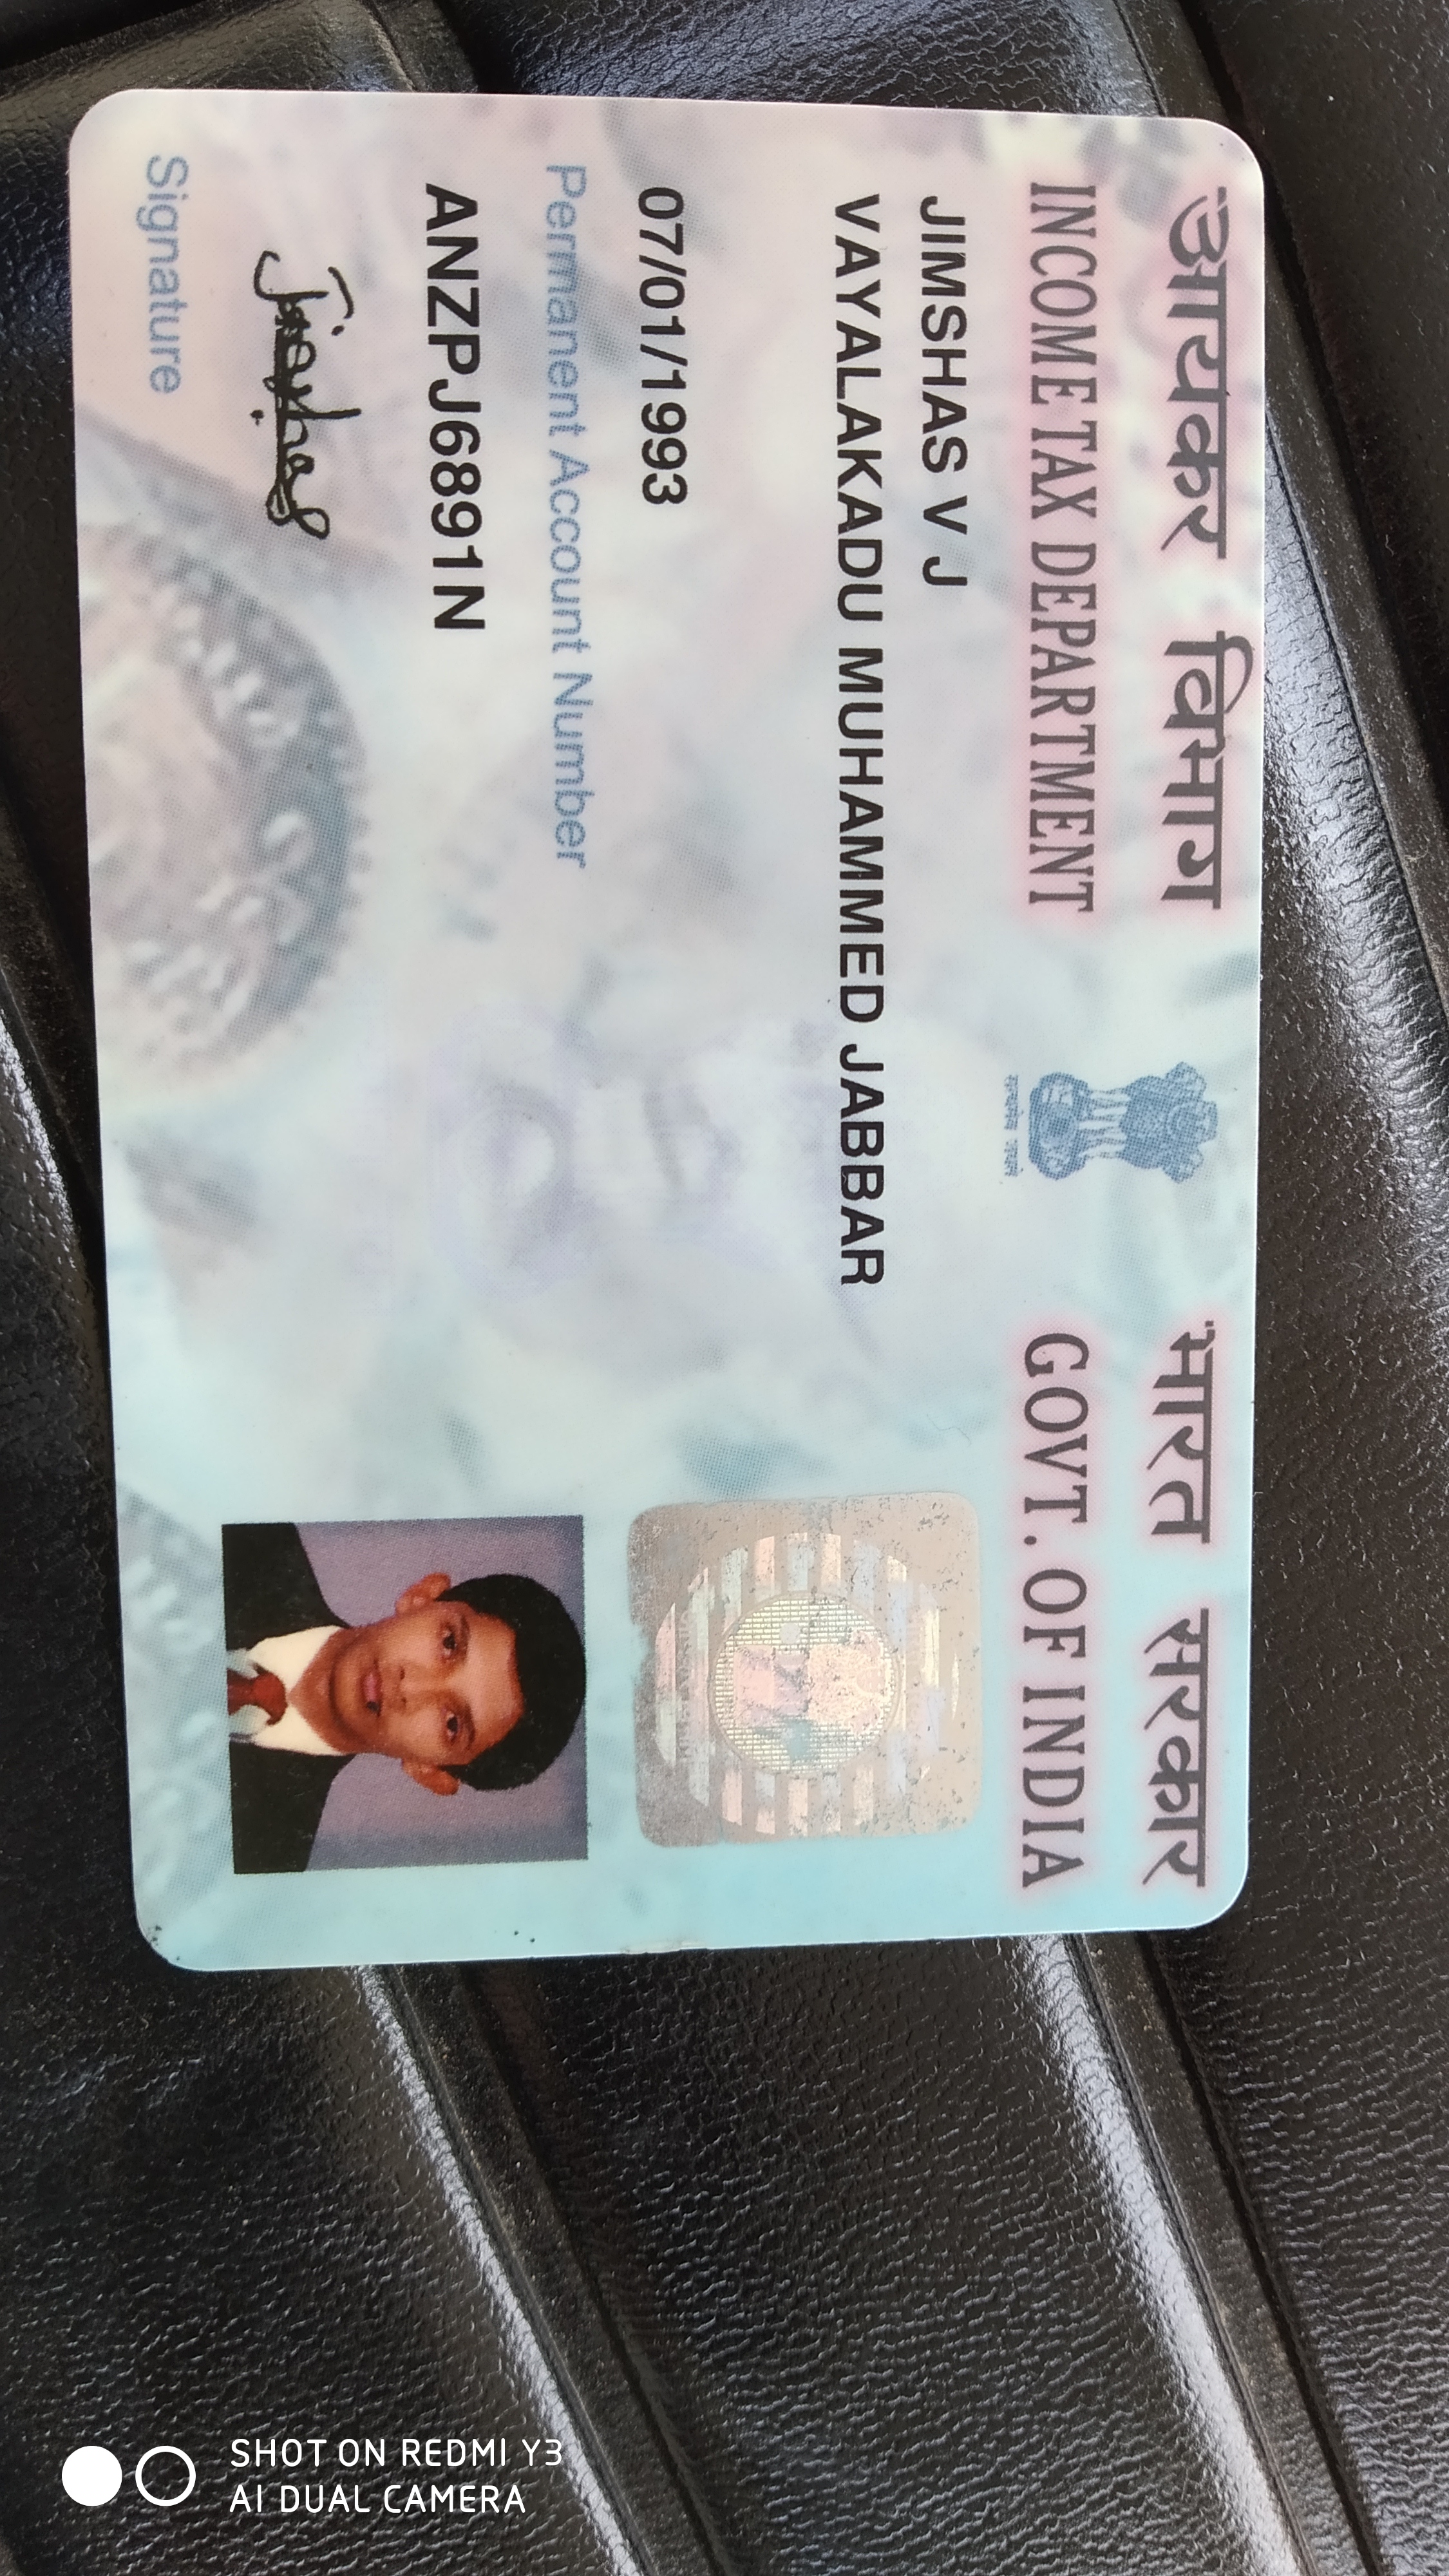 आयकर विभाग
INCOME TAX DEPARTMENT
भारत सरकार
GOVT. OF INDIA
सत्यमेव जयते
JIMSHAS V J
VAYALAKADU MUHAMMED JABBAR
07/01/1993
Permanent Account Number
ANZPJ6891N
Jimshas
Signature
SHOT ON REDMI Y3
AI DUAL CAMERA